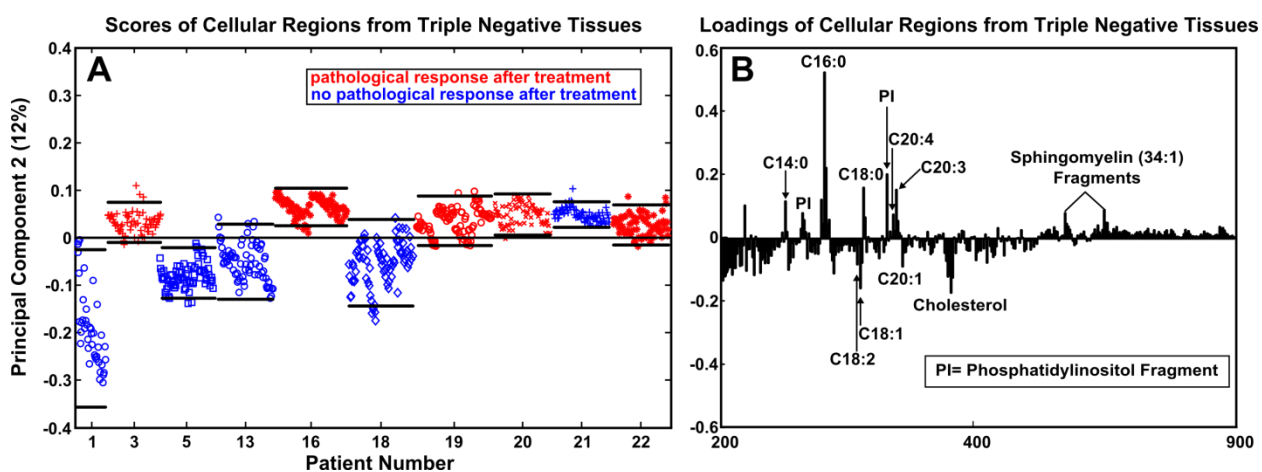 Scores of Cellular Regions from Triple Negative Tissues
A
pathological response after treatment
no pathological response after treatment
Principal Component 2 (12%)
0.4
0.3
0.2
0.1
0
-0.1
-0.2
-0.3
-0.4
1 3 5 13 16 18 19 20 21 22
Patient Number
Loadings of Cellular Regions from Triple Negative Tissues
B
0.6
0.4
0.2
0
-0.2
-0.4
-0.6
C16:0
PI
C20:4
C14:0
PI
C18:0
C20:3
Sphingomyelin (34:1)
Fragments
C20:1
Cholesterol
C18:1
C18:2
PI= Phosphatidylinositol Fragment
200 400 900